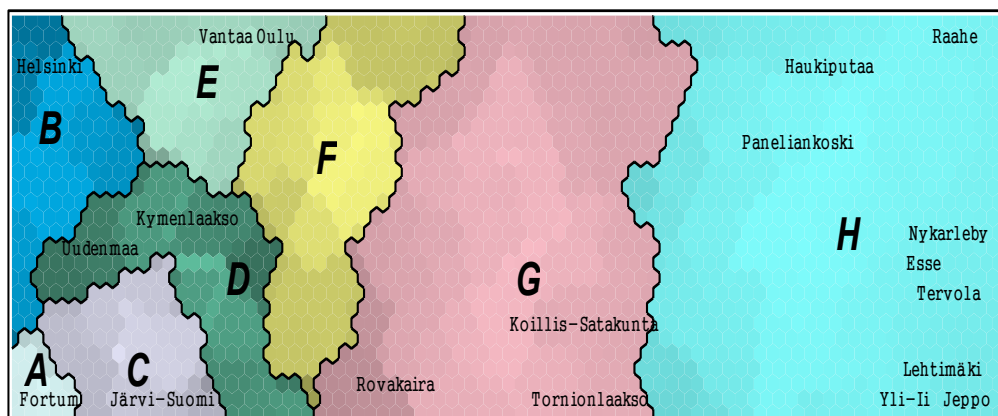 Vantaa Oulu Raahe
Helsinki Haukiputaa
E
B
Paneliankoski
F
Kymenlaakso
Uudenmaa H Nykarleby
Esse
D G Tervola
Koillis-Satakunta
A C Lehtimäki
Rovakaira
Fortum Järvi-Suomi Tornionlaakso Yli-Ii Jeppo